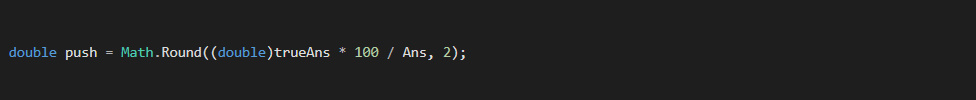 double push = Math.Round((double)trueAns * 100 / Ans, 2);